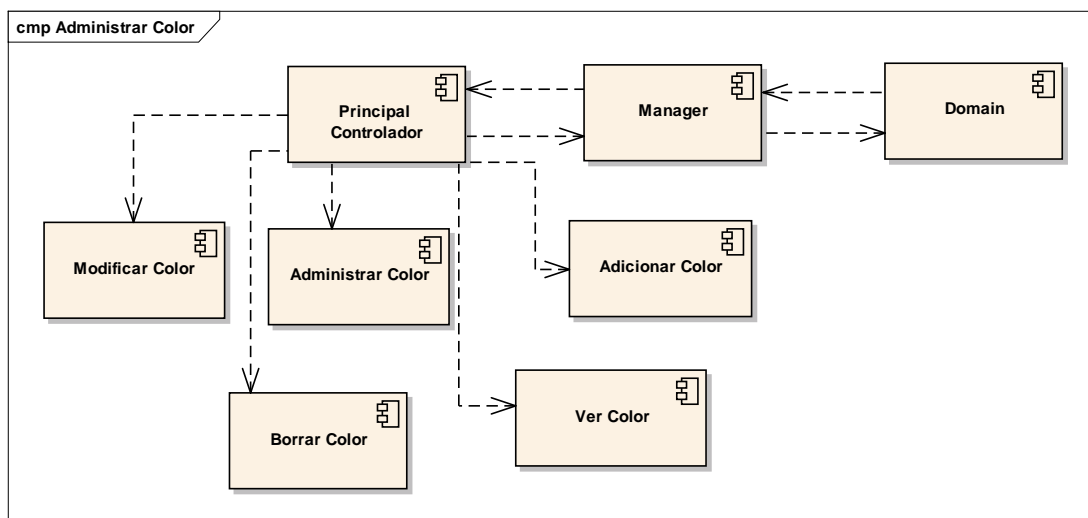 cmp Administrar Color
Principal
Controlador
Manager
Domain
Modificar Color
Administrar Color
Adicionar Color
Borrar Color
Ver Color